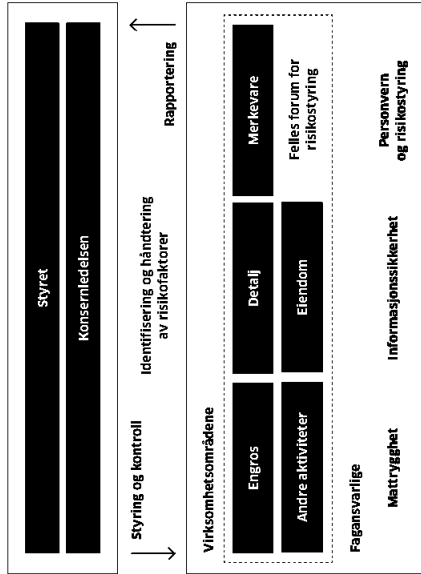 Styret
Konsernledelsen
Styring og kontroll
Identifisering og håndtering
av risikofaktorer
Rapportering
Virksomhetsområdene
Engros
Detalj
Merkevare
Andre aktiviteter
Eiendom
Felles forum for
risikostyring
Fagansvarlige
Mattrygghet
Informasjonssikkerhet
Personvern
og risikostyring